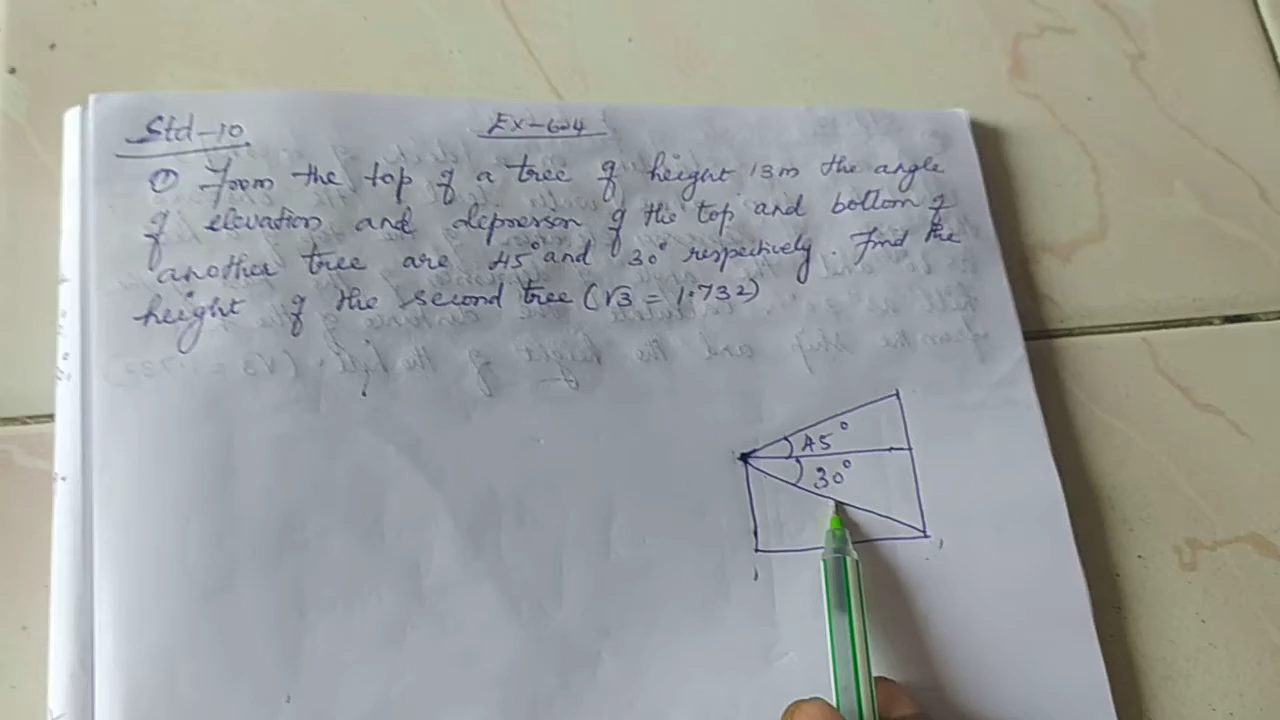 Std-10
Ex-6.4
① From the top of a tree of height 13m the angle
of elevation and depression of the top and bottom of
another tree are 45° and 30° respectively. Find the
height of the second tree (√3 = 1.732)
45°
30°